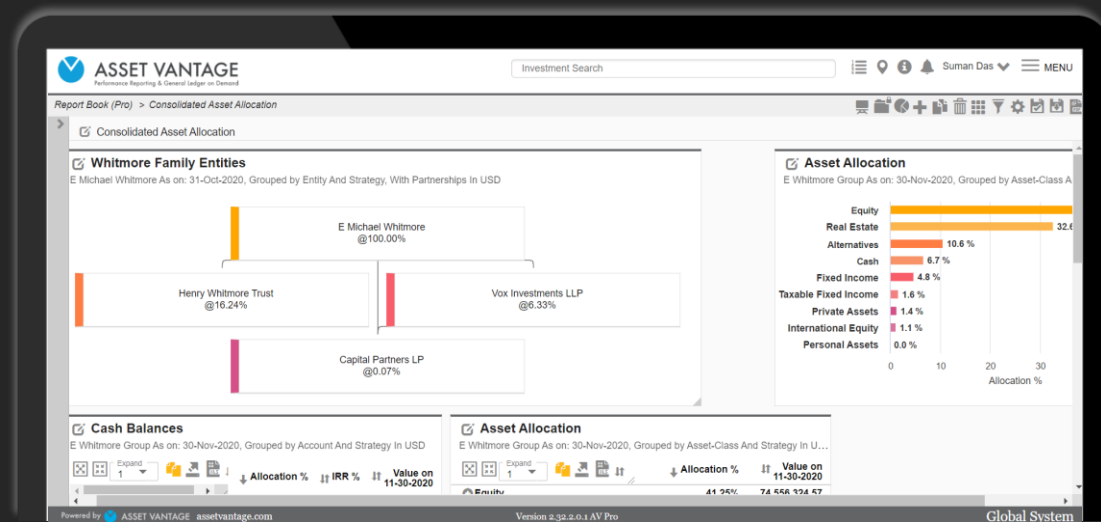 ASSET VANTAGE
Performance Reporting & General Ledger on Demand
Investment Search
Suman Das
MENU
Report Book (Pro) > Consolidated Asset Allocation
Consolidated Asset Allocation
Whitmore Family Entities
E Michael Whitmore As on: 31-Oct-2020, Grouped by Entity And Strategy, With Partnerships In USD
E Michael Whitmore
@100.00%
Henry Whitmore Trust
@16.24%
Vox Investments LLP
@6.33%
Capital Partners LP
@0.07%
Asset Allocation
E Whitmore Group As on: 30-Nov-2020, Grouped by Asset-Class A
Equity
Real Estate 32.6
Alternatives 10.6 %
Cash 6.7 %
Fixed Income 4.8 %
Taxable Fixed Income 1.6 %
Private Assets 1.4 %
International Equity 1.1 %
Personal Assets 0.0 %
0 10 20 30
Allocation %
Cash Balances
E Whitmore Group As on: 30-Nov-2020, Grouped by Account And Strategy In USD
Expand
1
Allocation %
IRR %
Value on
11-30-2020
Asset Allocation
E Whitmore Group As on: 30-Nov-2020, Grouped by Asset-Class And Strategy In U...
Expand
1
Allocation %
Value on
11-30-2020
Equity 41.25% 74,556,324.57
Powered by ASSET VANTAGE assetvantage.com
Version 2.32.2.0.1 AV Pro
Global System